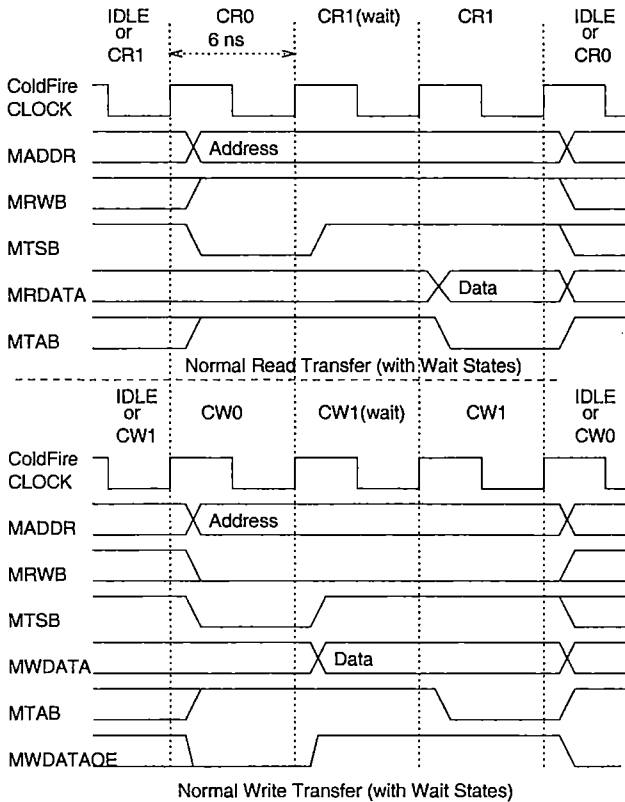 IDLE or CR1 CR0 CR1(wait) CR1 IDLE or CR0
6 ns
ColdFire CLOCK
MADDR Address
MRWB
MTSB
MRDATA Data
MTAB
Normal Read Transfer (with Wait States)
IDLE or CW1 CW0 CW1(wait) CW1 IDLE or CW0
ColdFire CLOCK
MADDR Address
MRWB
MTSB
MWDATA Data
MTAB
MWDATAOE
Normal Write Transfer (with Wait States)